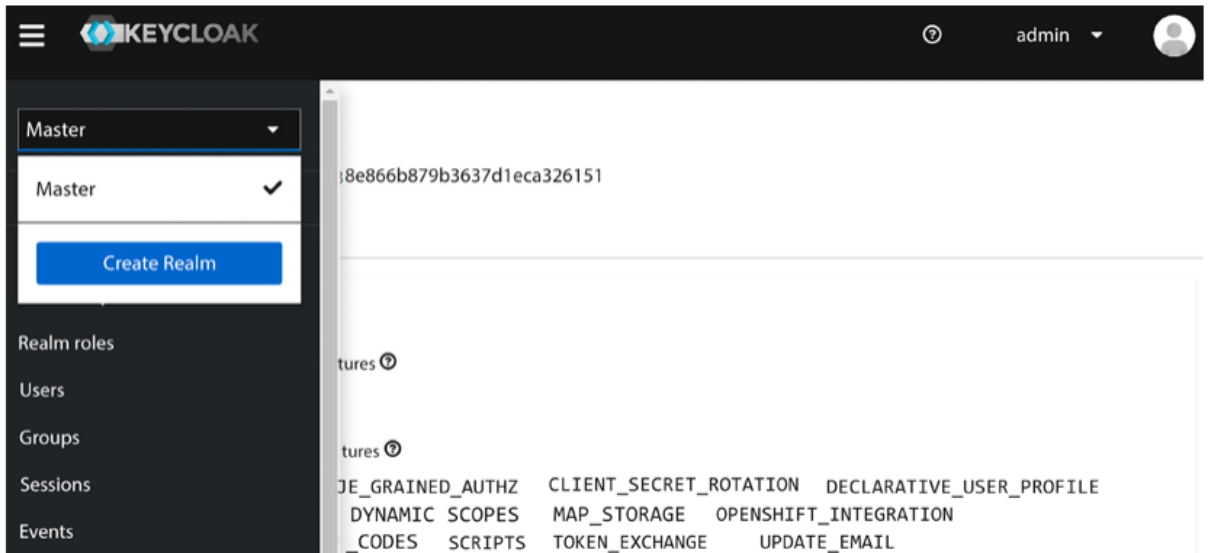 KEYCLOAK
admin
Master
Master
Create Realm
Realm roles
Users
Groups
Sessions
Events
8e866b879b3637d1eca326151
tures
tures
E_GRAINED_AUTHZ CLIENT_SECRET_ROTATION DECLARATIVE_USER_PROFILE
DYNAMIC SCOPES MAP_STORAGE OPENSHIFT_INTEGRATION
_CODES SCRIPTS TOKEN_EXCHANGE UPDATE_EMAIL